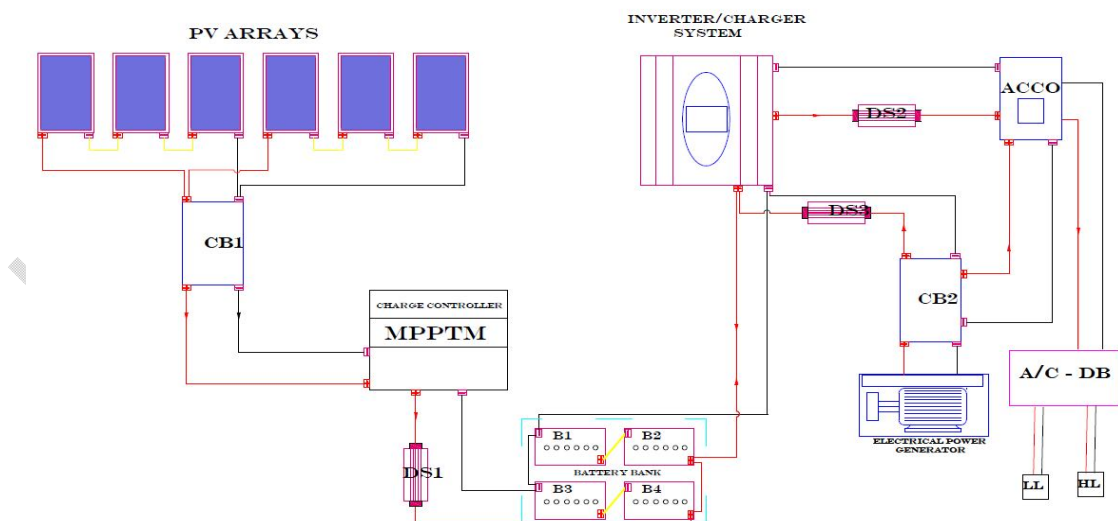 PV ARRAYS
INVERTER/CHARGER
SYSTEM
ACCO
DS2
DS3
CB1
CB2
CHARGE CONTROLLER
MPPTM
A/C - DB
DS1
B1
B2
BATTERY BANK
B3
B4
ELECTRICAL POWER
GENERATOR
LL
HL